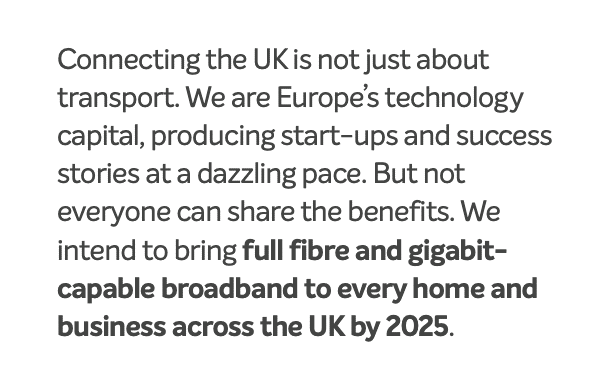 Connecting the UK is not just about
transport. We are Europe’s technology
capital, producing start-ups and success
stories at a dazzling pace. But not
everyone can share the benefits. We
intend to bring full fibre and gigabit-
capable broadband to every home and
business across the UK by 2025.